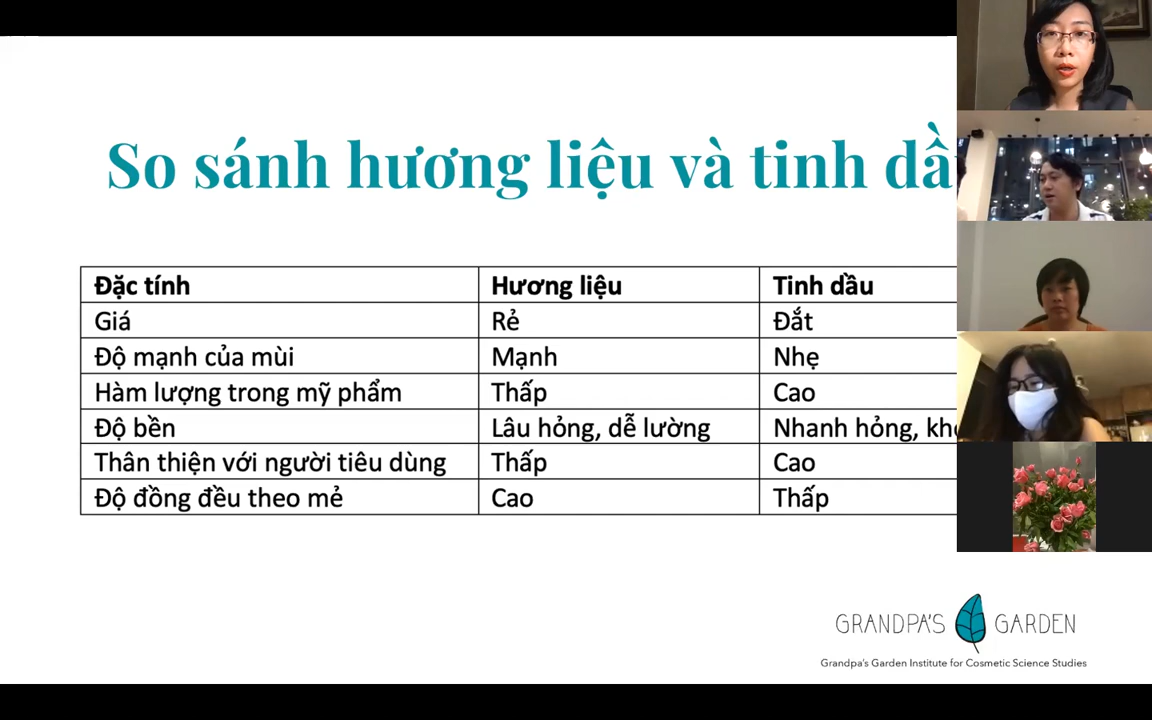 So sánh hương liệu và tinh
Đặc tính Hương liệu Tinh dầu
Giá Rẻ Đắt
Độ mạnh của mùi Mạnh Nhẹ
Hàm lượng trong mỹ phẩm Thấp Cao
Độ bền Lâu hỏng, dễ lường Nhanh hỏng,
Thân thiện với người tiêu dùng Thấp Cao
Độ đồng đều theo mẻ Cao Thấp
GRANDPA'S GARDEN
Grandpa's Garden Institute for Cosmetic Science Studies